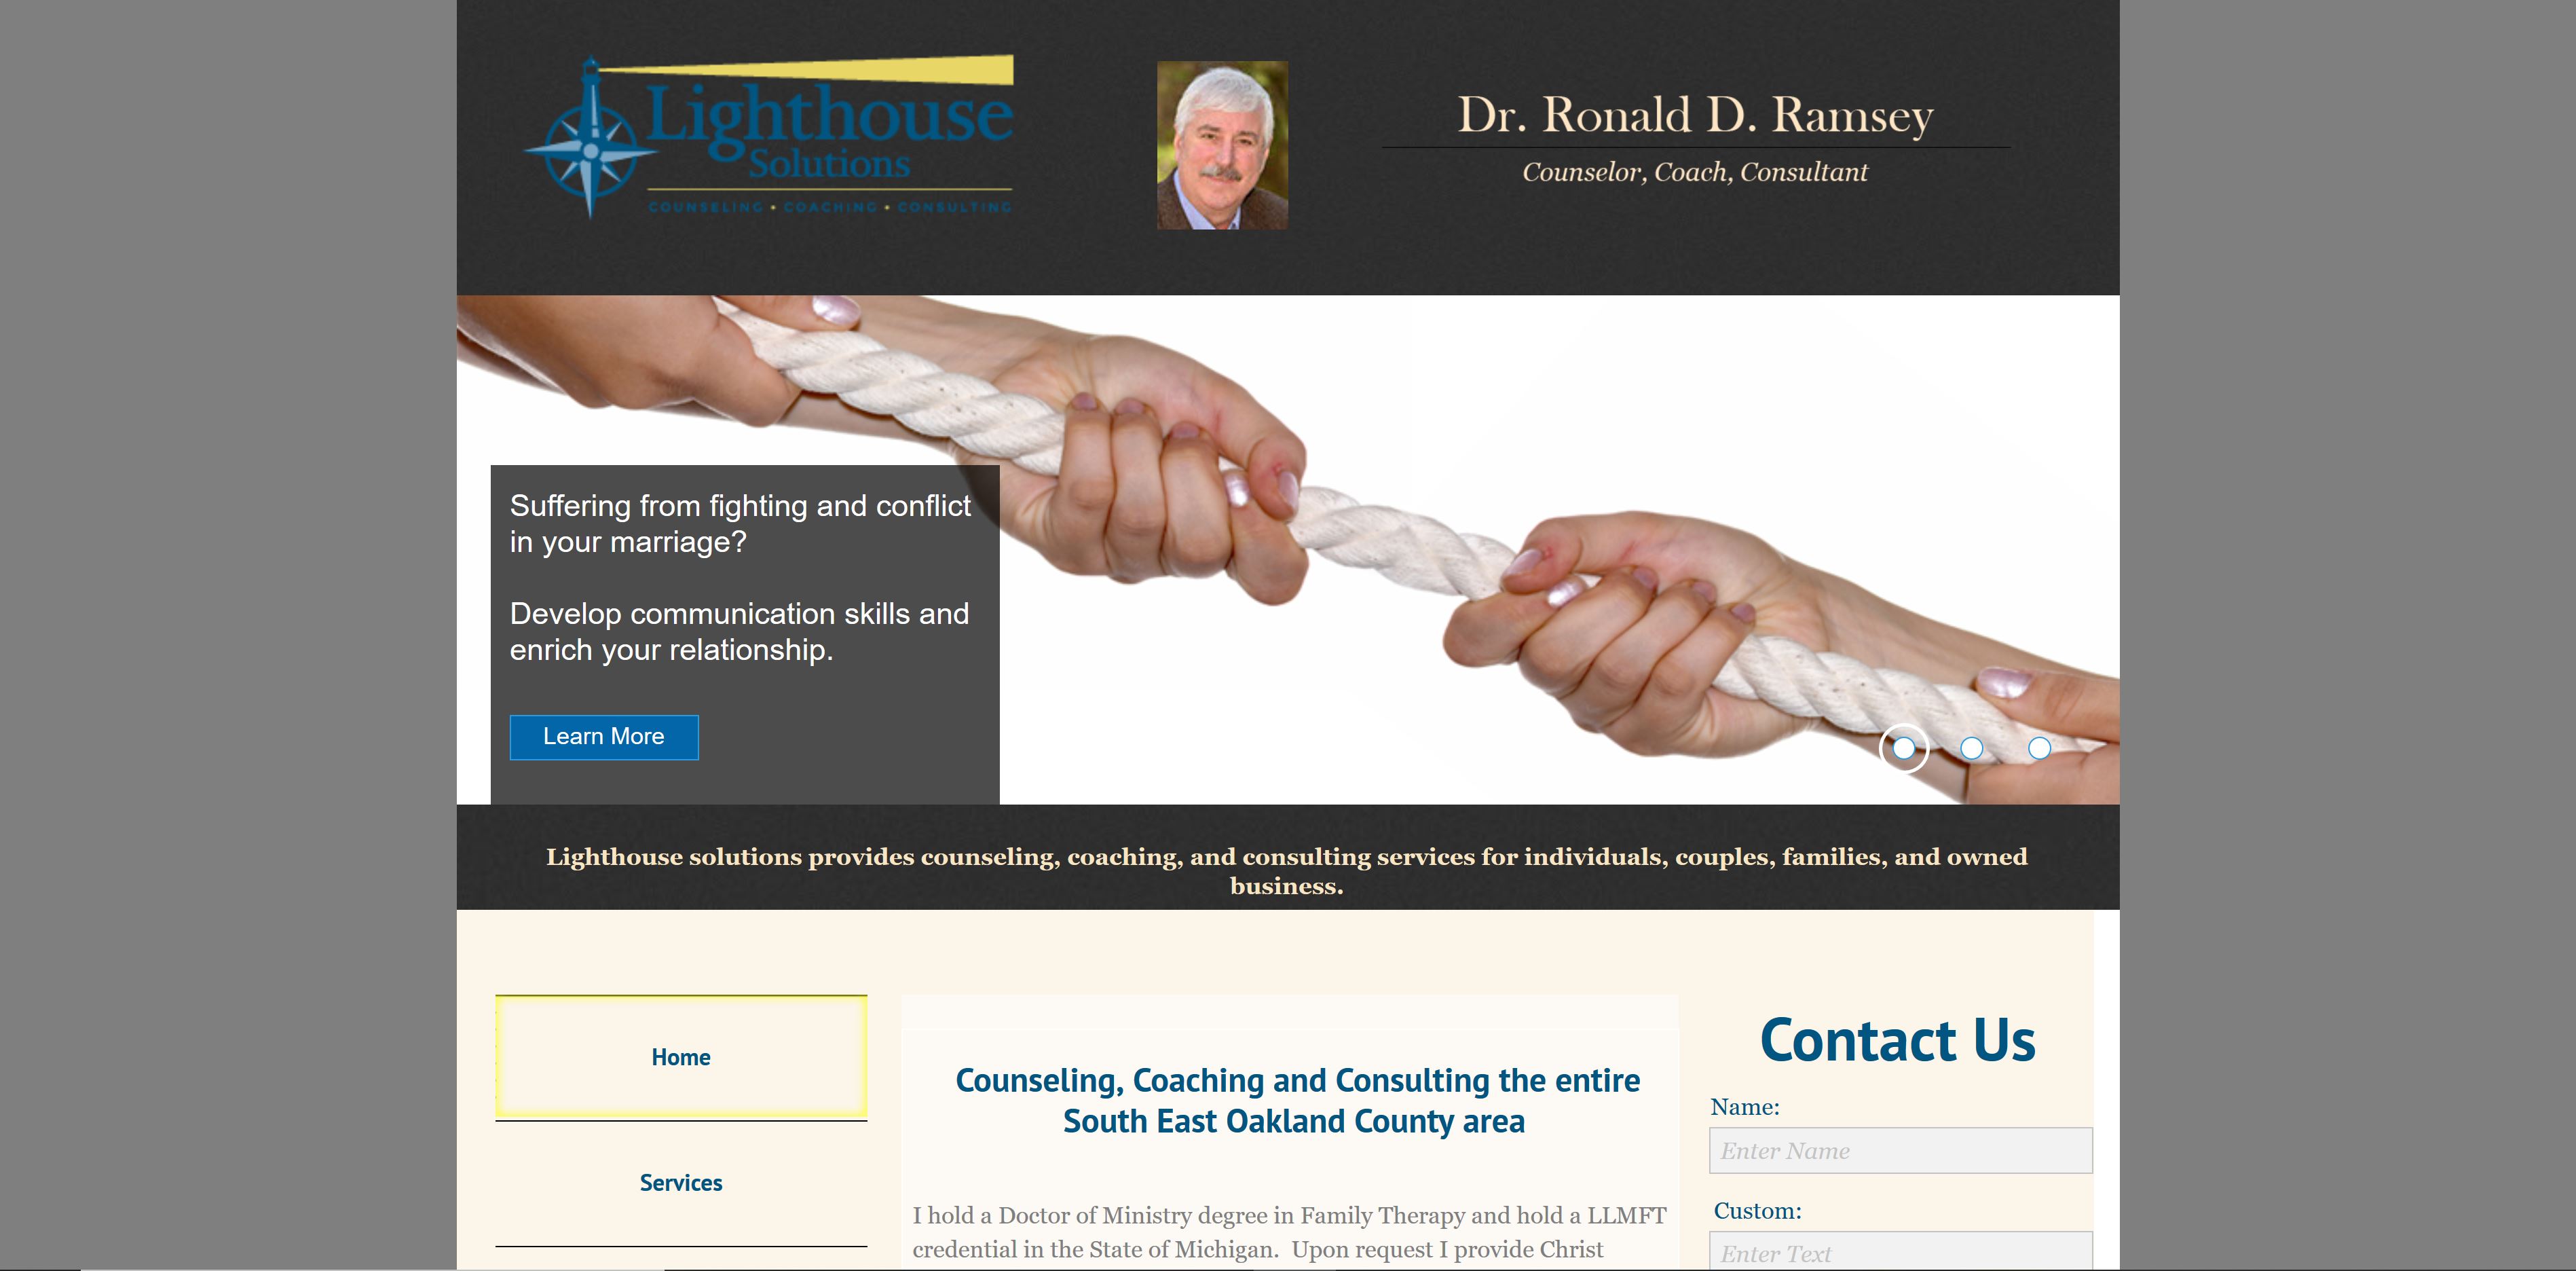 Lighthouse
Solutions
COUNSELING • COACHING • CONSULTING
Dr. Ronald D. Ramsey
Counselor, Coach, Consultant
Suffering from fighting and conflict
in your marriage?
Develop communication skills and
enrich your relationship.
Learn More
Lighthouse solutions provides counseling, coaching, and consulting services for individuals, couples, families, and owned
business.
Home
Services
Counseling, Coaching and Consulting the entire
South East Oakland County area
I hold a Doctor of Ministry degree in Family Therapy and hold a LLMFT
credential in the State of Michigan.  Upon request I provide Christ
Contact Us
Name:
Enter Name
Custom:
Enter Text